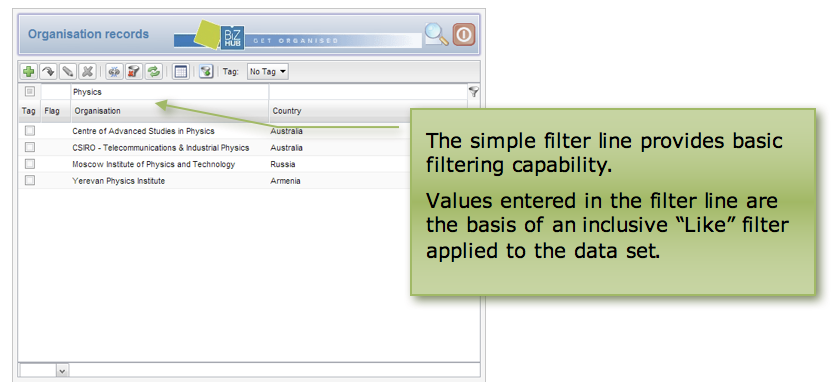 Organisation records
BIZ
HUB
GET ORGANISED
Tag: No Tag
Physics
Tag Flag Organisation Country
Centre of Advanced Studies in Physics Australia
CSIRO - Telecommunications & Industrial Physics Australia
Moscow Institute of Physics and Technology Russia
Yerevan Physics Institute Armenia
The simple filter line provides basic
filtering capability.
Values entered in the filter line are
the basis of an inclusive “Like” filter
applied to the data set.